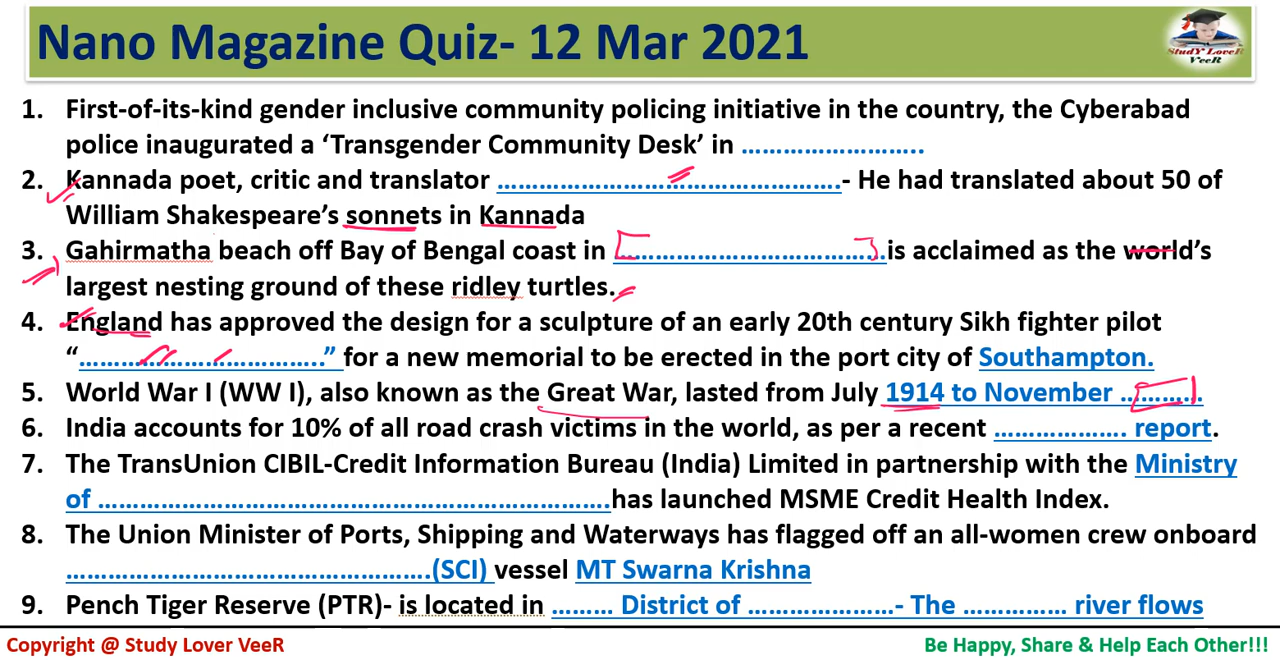 Nano Magazine Quiz- 12 Mar 2021
StudY LoveR
VeeR
1. First-of-its-kind gender inclusive community policing initiative in the country, the Cyberabad
police inaugurated a ‘Transgender Community Desk’ in ……………………..
2. Kannada poet, critic and translator ………………………………………….- He had translated about 50 of
William Shakespeare’s sonnets in Kannada
3. Gahirmatha beach off Bay of Bengal coast in ………………………………..is acclaimed as the world’s
largest nesting ground of these ridley turtles.
4. England has approved the design for a sculpture of an early 20th century Sikh fighter pilot
“……………………………..” for a new memorial to be erected in the port city of Southampton.
5. World War I (WW I), also known as the Great War, lasted from July 1914 to November ………..
6. India accounts for 10% of all road crash victims in the world, as per a recent ………………. report.
7. The TransUnion CIBIL-Credit Information Bureau (India) Limited in partnership with the Ministry
of ………………………………………………………………….has launched MSME Credit Health Index.
8. The Union Minister of Ports, Shipping and Waterways has flagged off an all-women crew onboard
…………………………………………….(SCI) vessel MT Swarna Krishna
9. Pench Tiger Reserve (PTR)- is located in ……… District of …………………- The …………… river flows
Copyright @ Study Lover VeeR
Be Happy, Share & Help Each Other!!!